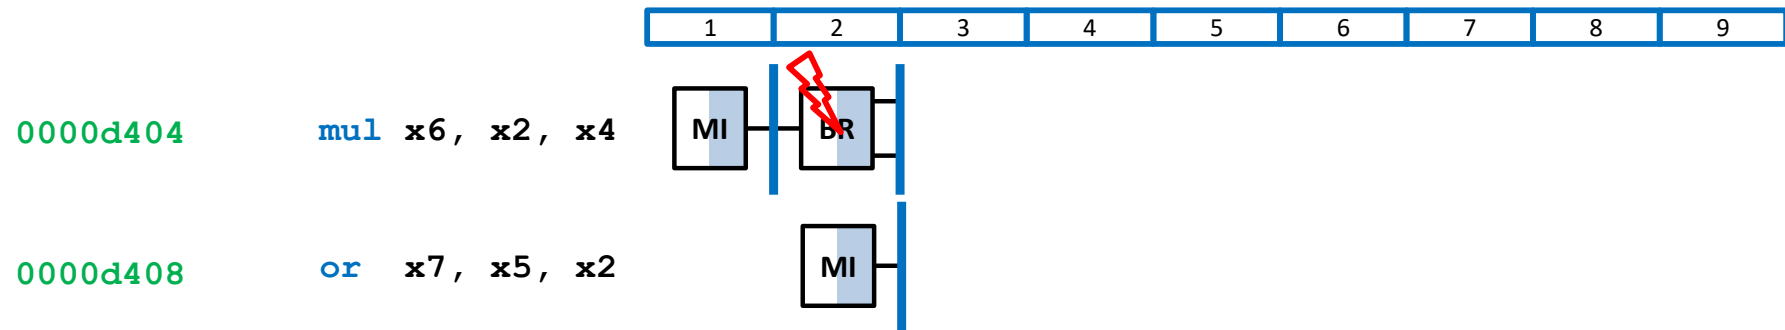 1 2 3 4 5 6 7 8 9
0000d404 mul x6, x2, x4 MI BR
0000d408 or x7, x5, x2 MI